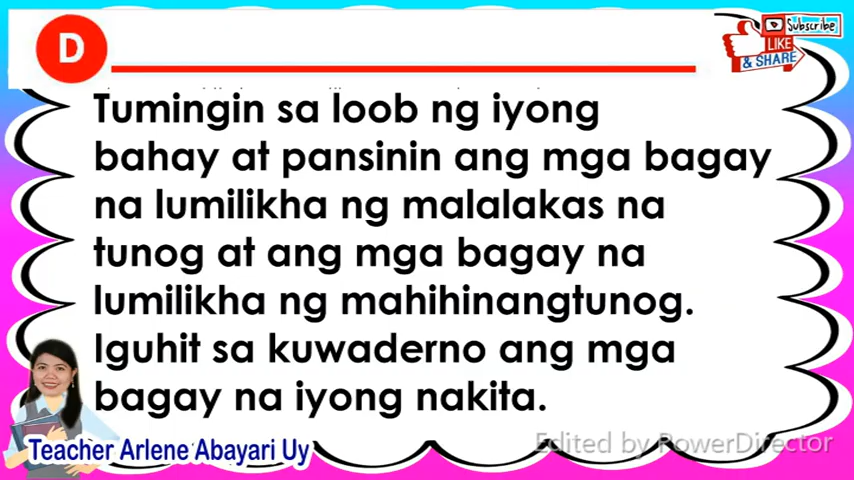 D
Subscribe
LIKE
& SHARE
Tumingin sa loob ng iyong
bahay at pansinin ang mga bagay
na lumilikha ng malalakas na
tunog at ang mga bagay na
lumilikha ng mahihinangtunog.
Iguhit sa kuwaderno ang mga
bagay na iyong nakita.
Teacher Arlene Abayari Uy
Edited by PowerDirector